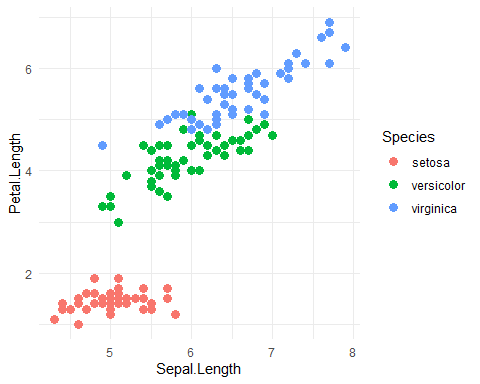 Petal.Length
6
4
2
5
6
7
8
Sepal.Length
Species
setosa
versicolor
virginica